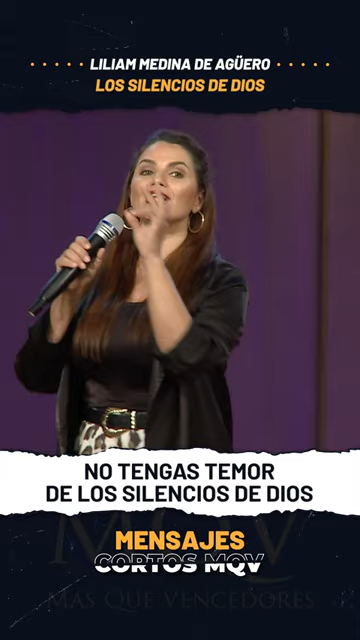 LILIAM MEDINA DE AGÜERO
LOS SILENCIOS DE DIOS
NO TENGAS TEMOR
DE LOS SILENCIOS DE DIOS
MENSAJES
CORTOS MQV
MQV
MAS QUE VENCEDORES